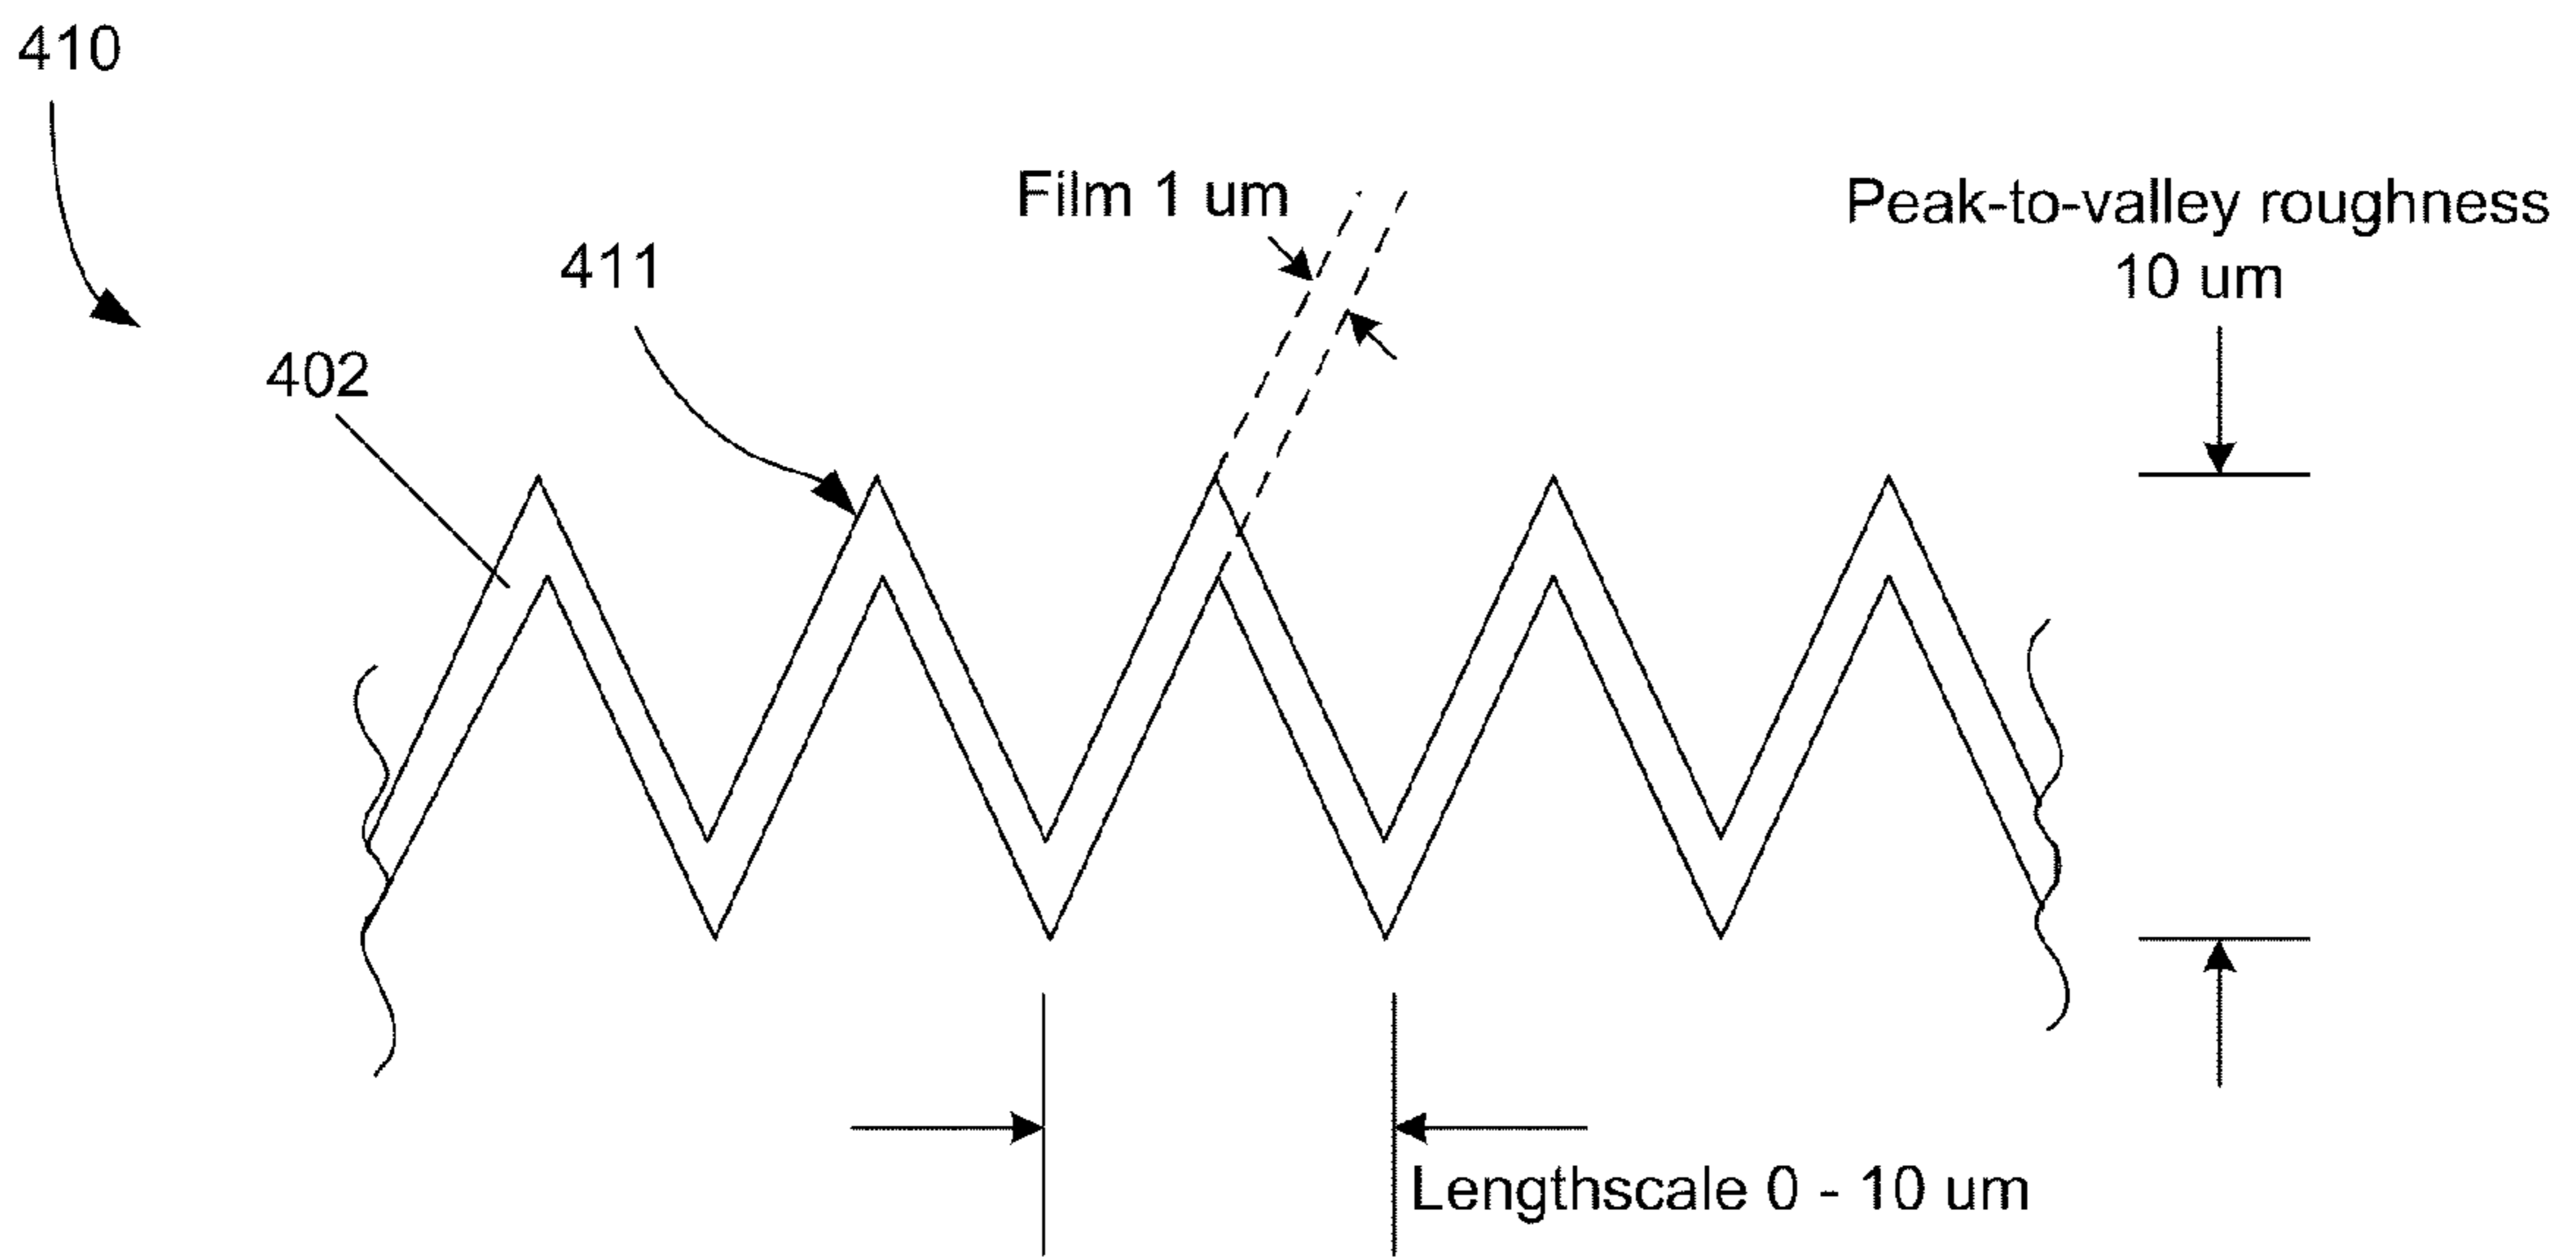 410
Film 1 um
Peak-to-valley roughness
10 um
411
402
Lengthscale 0 - 10 um